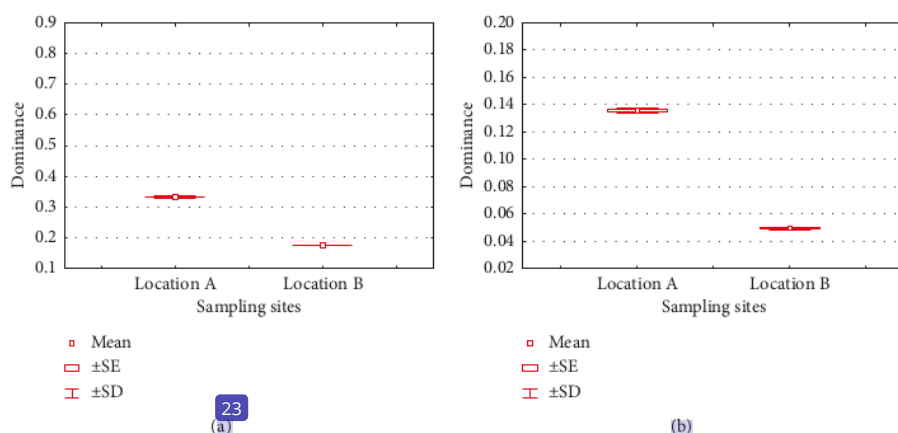 0.9
0.8
0.7
0.6
0.5
0.4
0.3
0.2
0.1
Dominance
Location A Location B
Sampling sites
Mean
±SE
±SD
23
(a)
0.20
0.18
0.16
0.14
0.12
0.10
0.08
0.06
0.04
0.02
Dominance
Location A Location B
Sampling sites
Mean
±SE
±SD
(b)